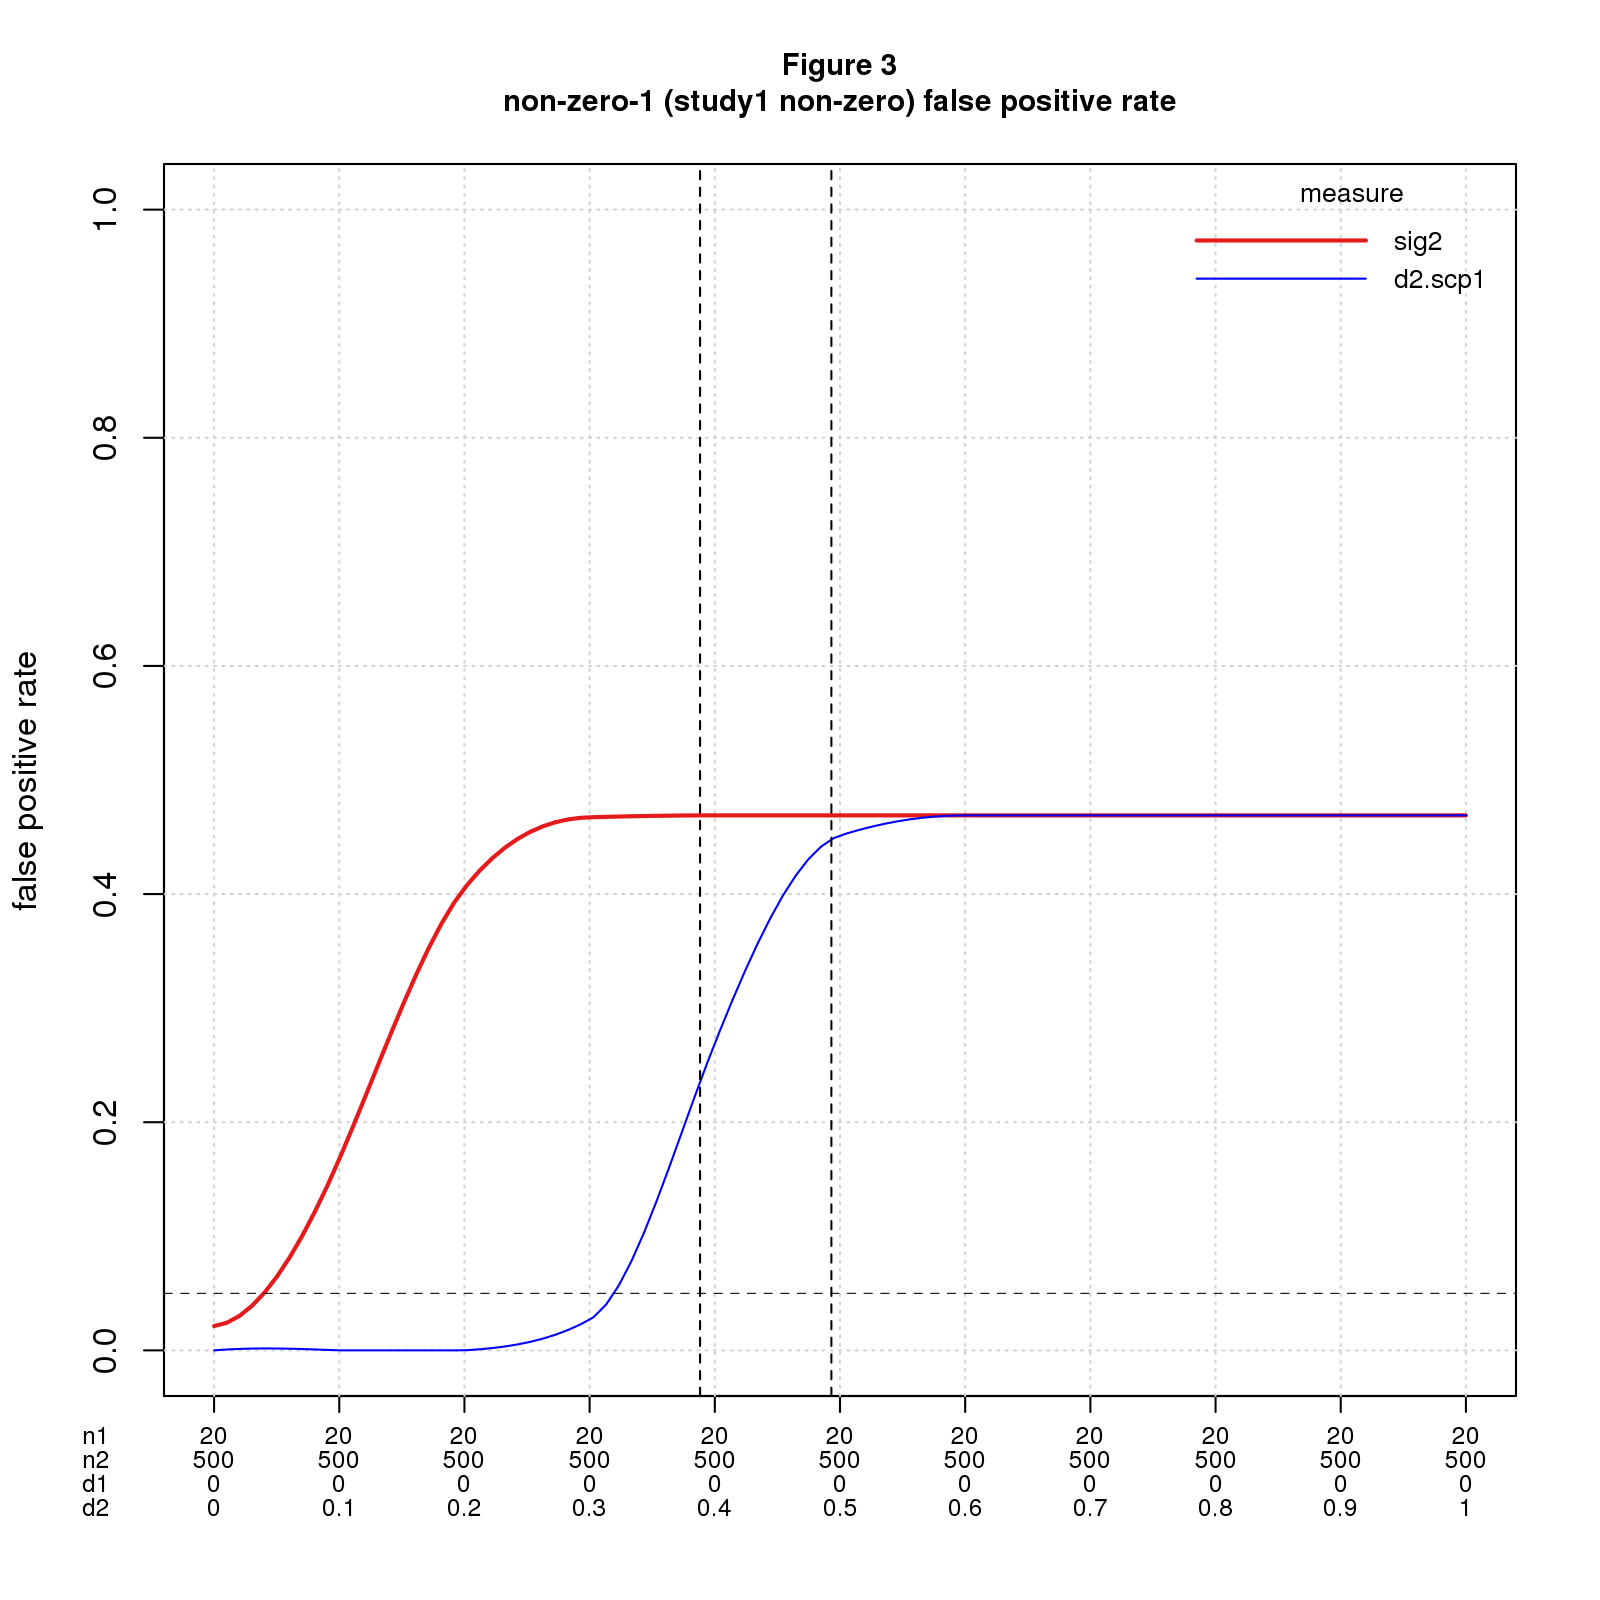 Figure 3
non-zero-1 (study1 non-zero) false positive rate
measure
sig2
d2.scp1
false positive rate
1.0
0.8
0.6
0.4
0.2
0.0
n1 20 20 20 20 20 20 20 20 20 20 20
n2 500 500 500 500 500 500 500 500 500 500 500
d1 0 0 0 0 0 0 0 0 0 0 0
d2 0 0.1 0.2 0.3 0.4 0.5 0.6 0.7 0.8 0.9 1